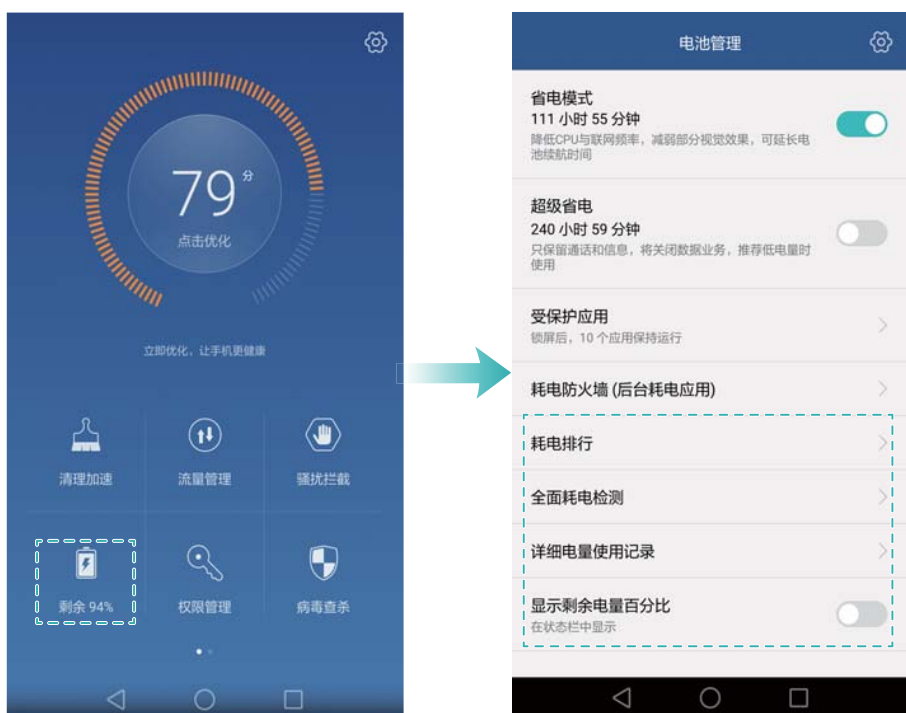 79分
点击优化
立即优化，让手机更健康
清理加速
流量管理
骚扰拦截
剩余 94%
权限管理
病毒查杀
电池管理
省电模式
111 小时 55 分钟
降低CPU与联网频率，减弱部分视觉效果，可延长电
池续航时间
超级省电
240 小时 59 分钟
只保留通话和信息，将关闭数据业务，推荐低电量时
使用
受保护应用
锁屏后，10 个应用保持运行
耗电防火墙 (后台耗电应用)
耗电排行
全面耗电检测
详细电量使用记录
显示剩余电量百分比
在状态栏中显示